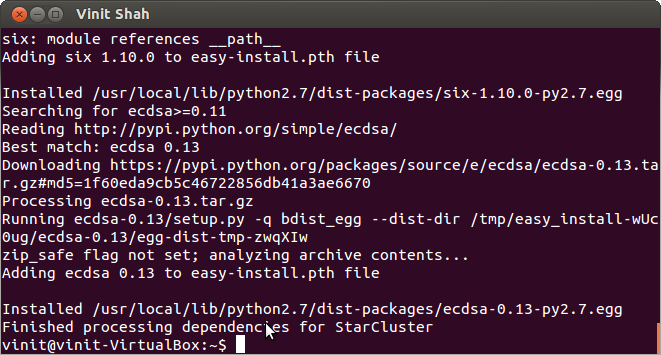 Vinit Shah
six: module references __path__
Adding six 1.10.0 to easy-install.pth file
Installed /usr/local/lib/python2.7/dist-packages/six-1.10.0-py2.7.egg
Searching for ecdsa>=0.11
Reading http://pypi.python.org/simple/ecdsa/
Best match: ecdsa 0.13
Downloading https://pypi.python.org/packages/source/e/ecdsa/ecdsa-0.13.ta
r.gz#md5=1f60eda9cb5c46722856db41a3ae6670
Processing ecdsa-0.13.tar.gz
Running ecdsa-0.13/setup.py -q bdist_egg --dist-dir /tmp/easy_install-wUc
0ug/ecdsa-0.13/egg-dist-tmp-zwqXIw
zip_safe flag not set; analyzing archive contents...
Adding ecdsa 0.13 to easy-install.pth file
Installed /usr/local/lib/python2.7/dist-packages/ecdsa-0.13-py2.7.egg
Finished processing dependencies for StarCluster
vinit@vinit-VirtualBox:~$